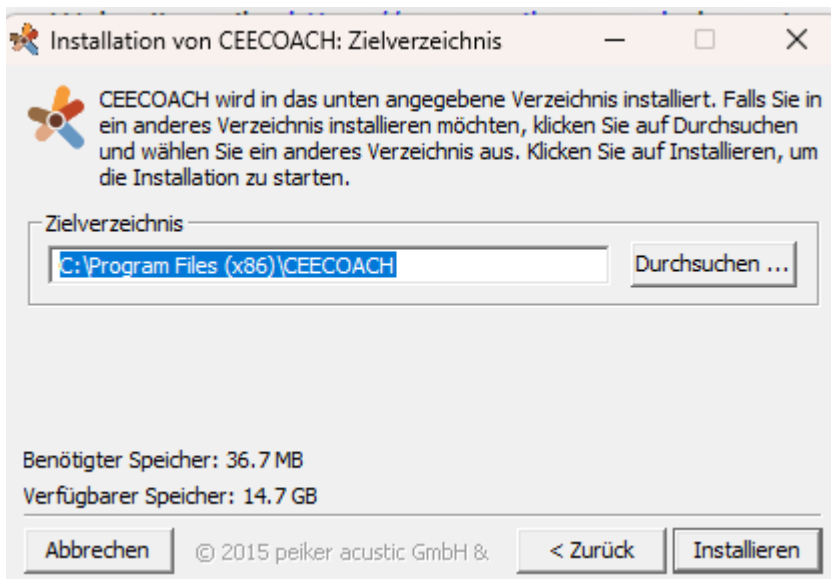 Installation von CEECOACH: Zielverzeichnis
CEECOACH wird in das unten angegebene Verzeichnis installiert. Falls Sie in
ein anderes Verzeichnis installieren möchten, klicken Sie auf Durchsuchen
und wählen Sie ein anderes Verzeichnis aus. Klicken Sie auf Installieren, um
die Installation zu starten.
Zielverzeichnis
C:\Program Files (x86)\CEECOACH
Durchsuchen ...
Benötigter Speicher: 36.7 MB
Verfügbarer Speicher: 14.7 GB
Abbrechen
© 2015 peiker acustic GmbH &
< Zurück
Installieren